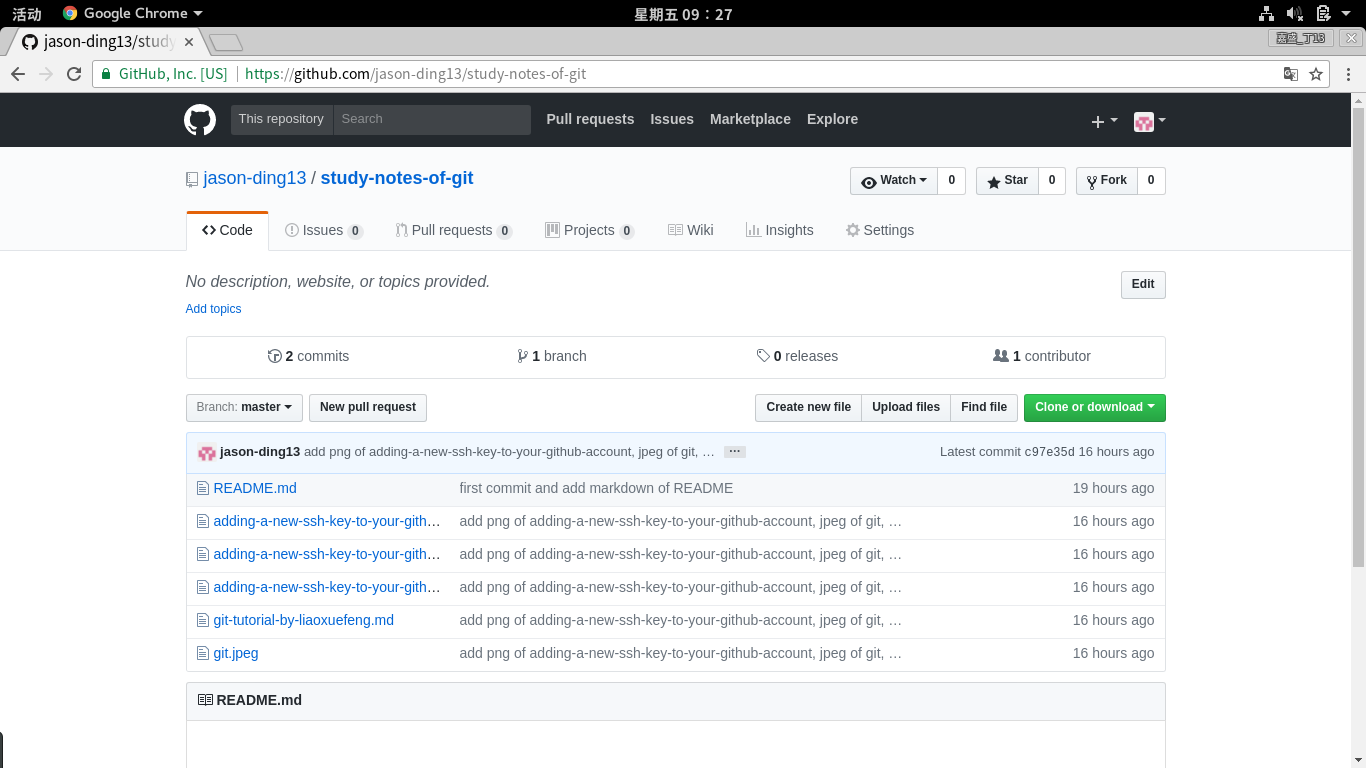 活动 Google Chrome 星期五 09：27
jason-ding13/study
GitHub, Inc. [US] https://github.com/jason-ding13/study-notes-of-git
This repository Search Pull requests Issues Marketplace Explore
jason-ding13 / study-notes-of-git Watch 0 Star 0 Fork 0
Code Issues 0 Pull requests 0 Projects 0 Wiki Insights Settings
No description, website, or topics provided. Edit
Add topics
2 commits 1 branch 0 releases 1 contributor
Branch: master New pull request Create new file Upload files Find file Clone or download
jason-ding13 add png of adding-a-new-ssh-key-to-your-github-account, jpeg of git, … ··· Latest commit c97e35d 16 hours ago
README.md first commit and add markdown of README 19 hours ago
adding-a-new-ssh-key-to-your-gith… add png of adding-a-new-ssh-key-to-your-github-account, jpeg of git, … 16 hours ago
adding-a-new-ssh-key-to-your-gith… add png of adding-a-new-ssh-key-to-your-github-account, jpeg of git, … 16 hours ago
adding-a-new-ssh-key-to-your-gith… add png of adding-a-new-ssh-key-to-your-github-account, jpeg of git, … 16 hours ago
git-tutorial-by-liaoxuefeng.md add png of adding-a-new-ssh-key-to-your-github-account, jpeg of git, … 16 hours ago
git.jpeg add png of adding-a-new-ssh-key-to-your-github-account, jpeg of git, … 16 hours ago
README.md